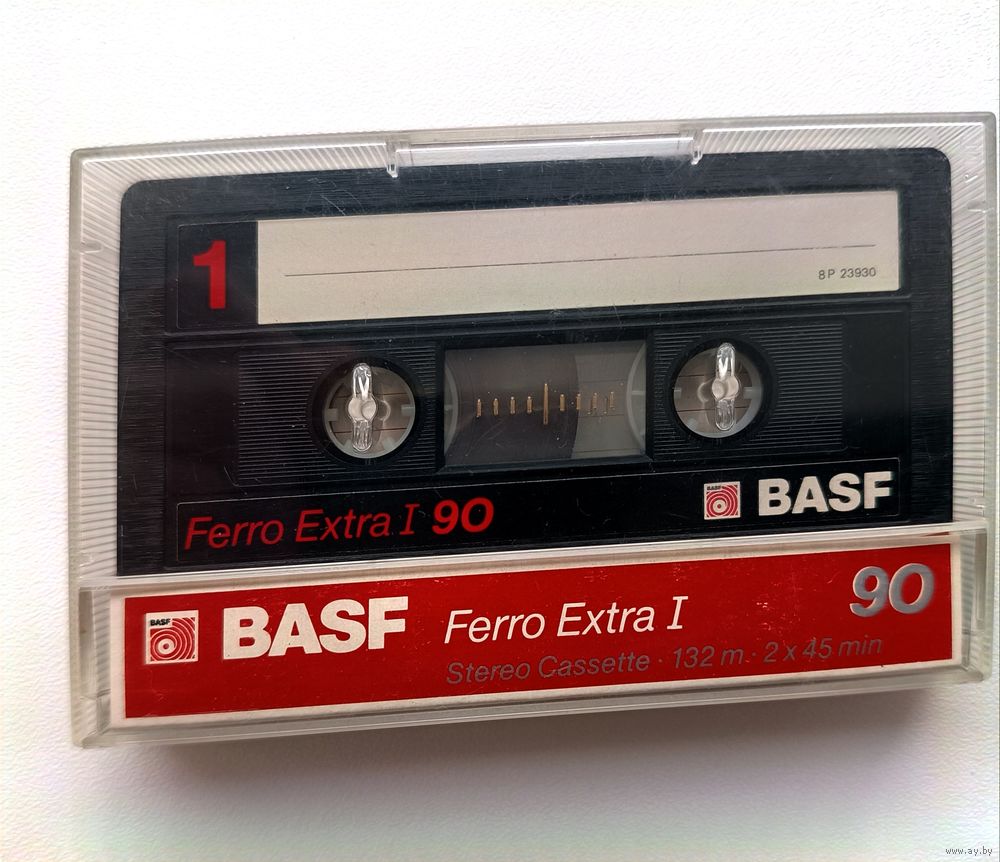 1
8P 23930
Ferro Extra I 90
BASF BASF
BASF BASF
Ferro Extra I
90
Stereo Cassette · 132 m · 2 x 45 min
www.ay.by